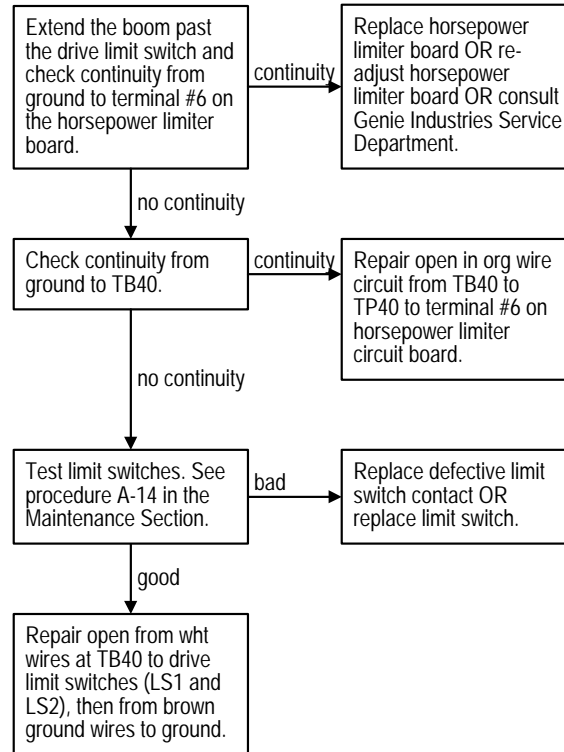 Extend the boom past
the drive limit switch and
check continuity from
ground to terminal #6 on
the horsepower limiter
board.
continuity
Replace horsepower
limiter board OR re-
adjust horsepower
limiter board OR consult
Genie Industries Service
Department.
no continuity
Check continuity from
ground to TB40.
continuity
Repair open in org wire
circuit from TB40 to
TP40 to terminal #6 on
horsepower limiter
circuit board.
no continuity
Test limit switches. See
procedure A-14 in the
Maintenance Section.
bad
Replace defective limit
switch contact OR
replace limit switch.
good
Repair open from wht
wires at TB40 to drive
limit switches (LS1 and
LS2), then from brown
ground wires to ground.